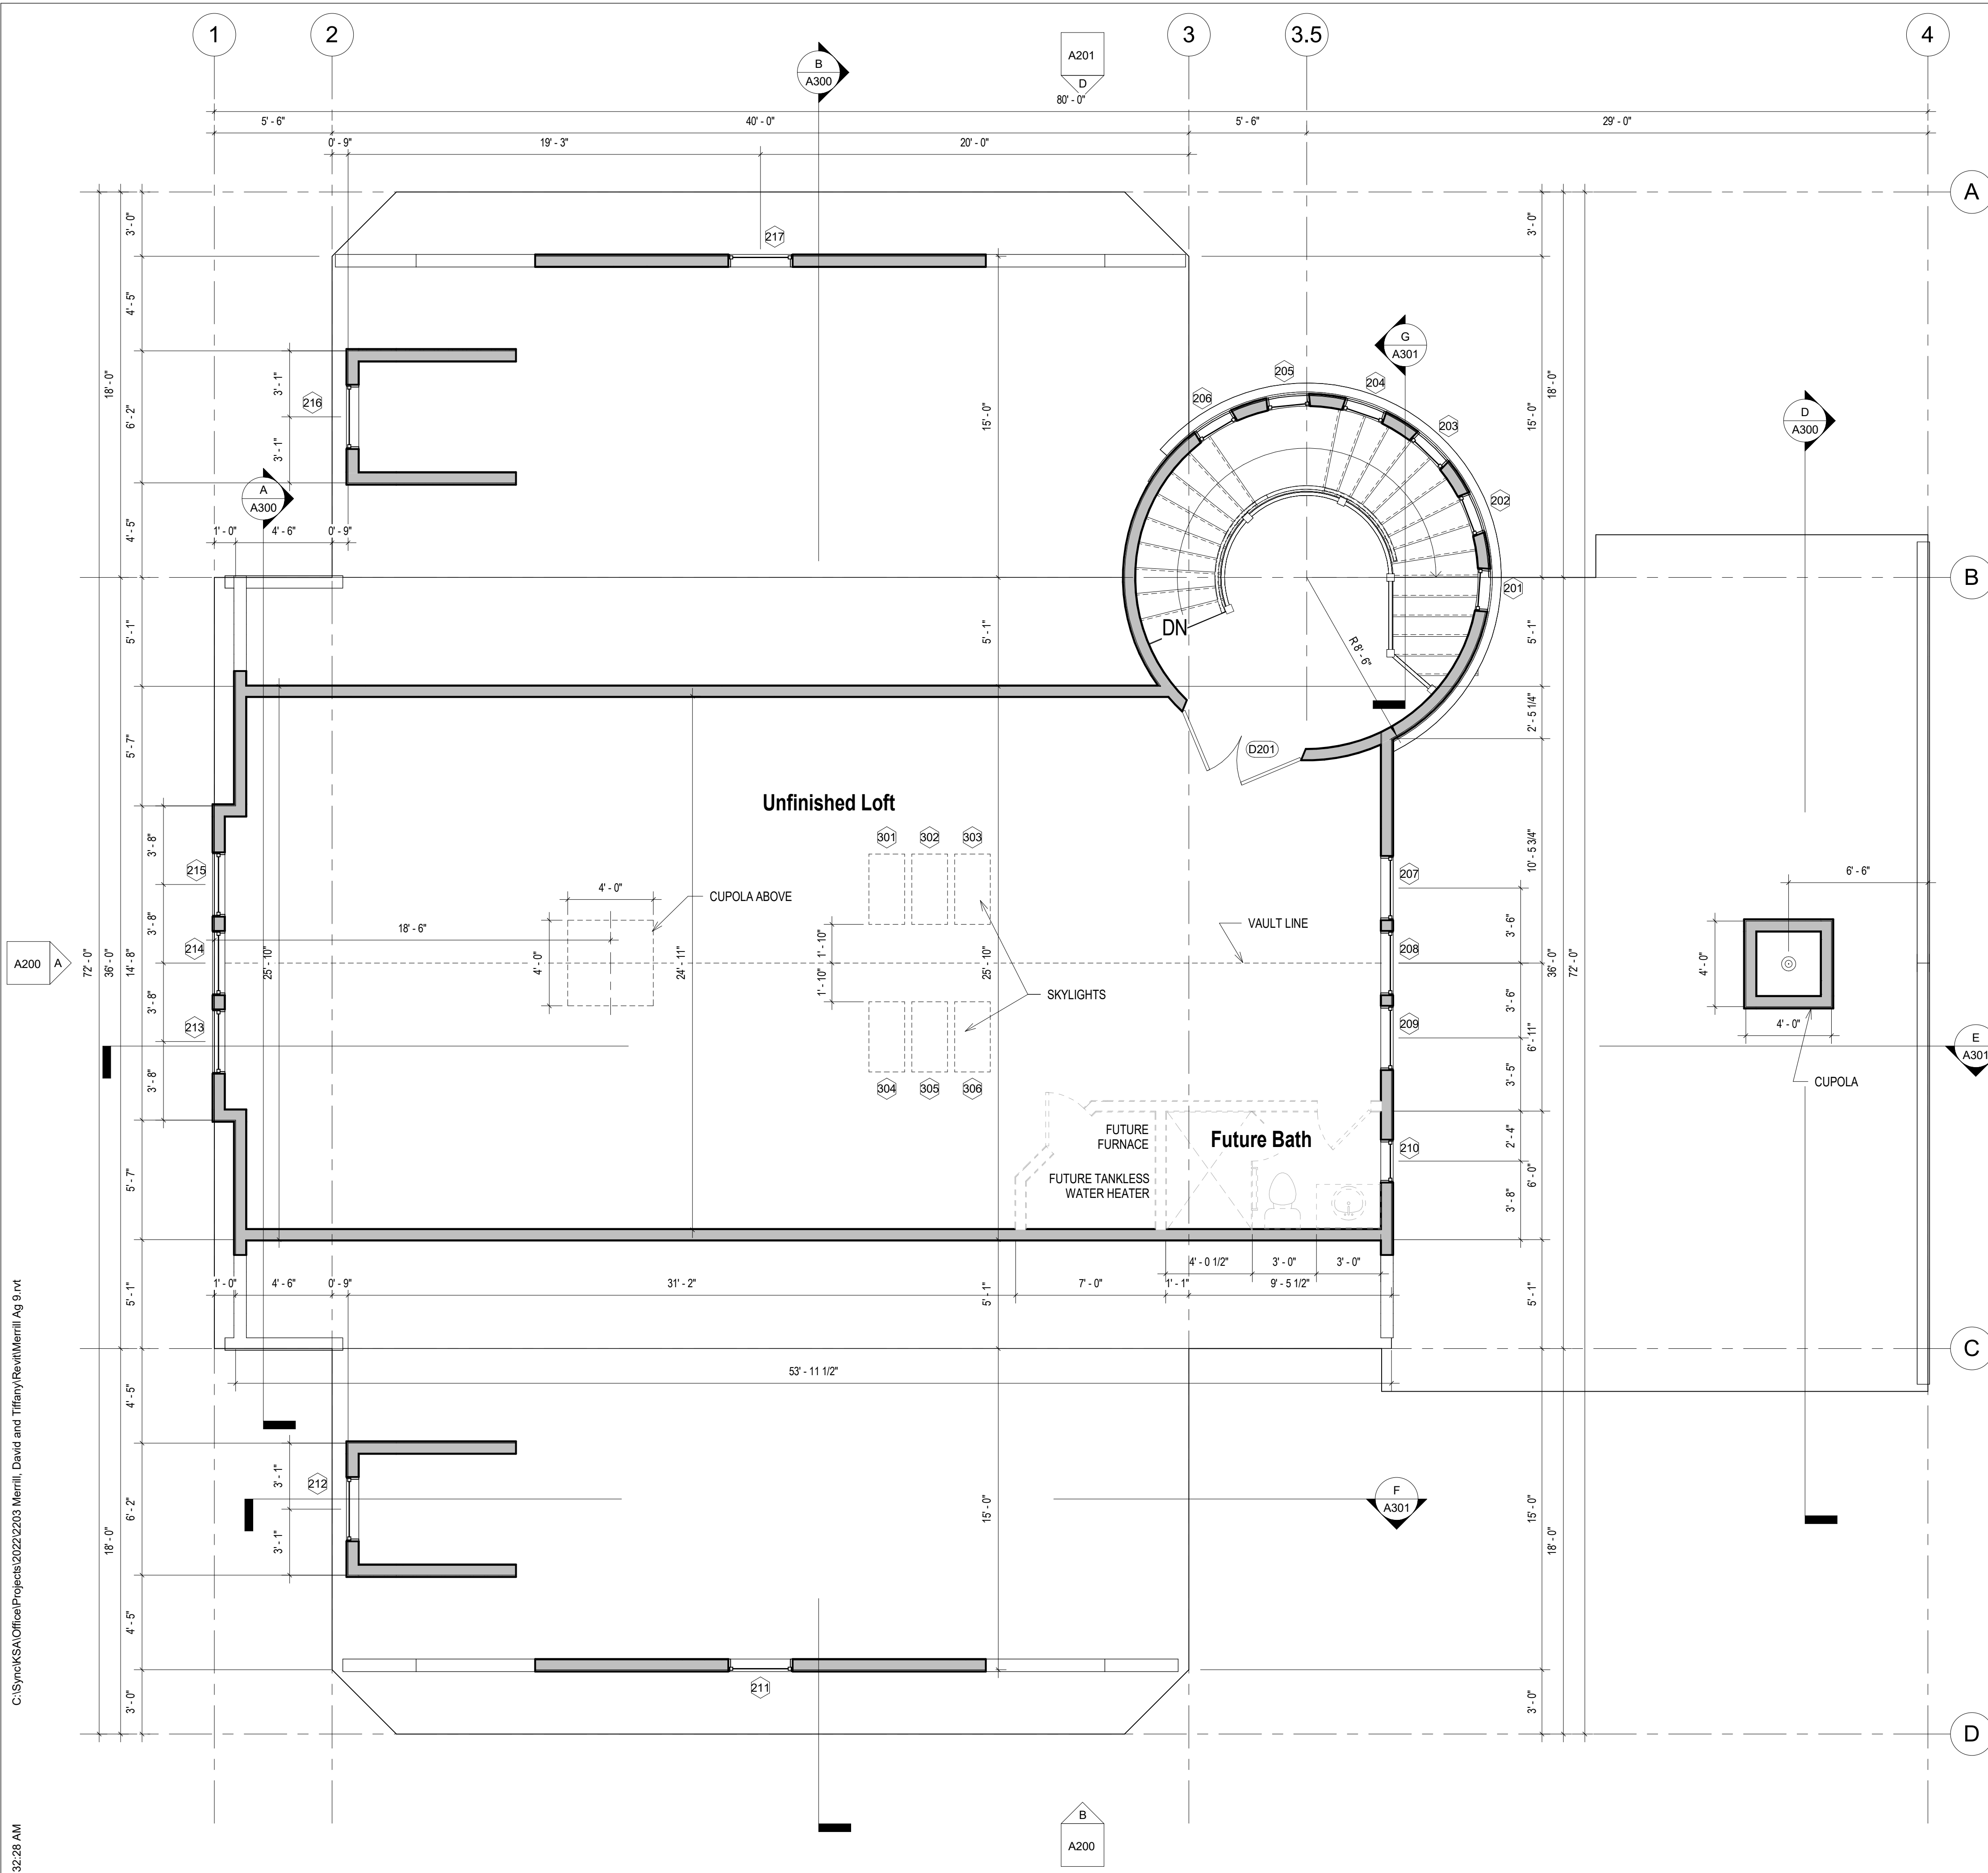 1
2
3
3.5
4
B
A300
A201
D
80' - 0"
5' - 6"
40' - 0"
5' - 6"
29' - 0"
0' - 9"
19' - 3"
20' - 0"
A
217
3' - 0"
3' - 0"
4' - 5"
18' - 0"
3' - 1"
216
6' - 2"
3' - 1"
A
A300
4' - 5"
1' - 0"
4' - 6"
0' - 9"
15' - 0"
G
A301
206
205
204
203
202
201
15' - 0"
18' - 0"
D
A300
B
DN
R 8' - 6"
5' - 1"
5' - 1"
5' - 1"
2' - 5 1/4"
D201
5' - 7"
Unfinished Loft
301
302
303
3' - 8"
215
4' - 0"
CUPOLA ABOVE
207
10' - 5 3/4"
6' - 6"
3' - 8"
18' - 6"
1' - 10"
VAULT LINE
3' - 6"
214
208
A200
A
72' - 0"
36' - 0"
14' - 8"
25' - 10"
4' - 0"
24' - 11"
1' - 10"
25' - 10"
36' - 0"
72' - 0"
4' - 0"
SKYLIGHTS
3' - 8"
213
3' - 6"
209
6' - 11"
4' - 0"
E
A301
3' - 8"
304
305
306
3' - 5"
CUPOLA
FUTURE
FURNACE
Future Bath
210
2' - 4"
5' - 7"
FUTURE TANKLESS
WATER HEATER
6' - 0"
3' - 8"
4' - 0 1/2"
3' - 0"
3' - 0"
1' - 0"
4' - 6"
0' - 9"
31' - 2"
7' - 0"
1' - 1"
9' - 5 1/2"
5' - 1"
5' - 1"
5' - 1"
C
53' - 11 1/2"
4' - 5"
3' - 1"
212
6' - 2"
3' - 1"
18' - 0"
15' - 0"
F
A301
15' - 0"
18' - 0"
4' - 5"
211
3' - 0"
3' - 0"
D
B
A200
C:\Sync\KSA\Office\Projects\2022\2203 Merrill, David and Tiffany\Revit\Merrill Ag 9.rvt
32:28 AM